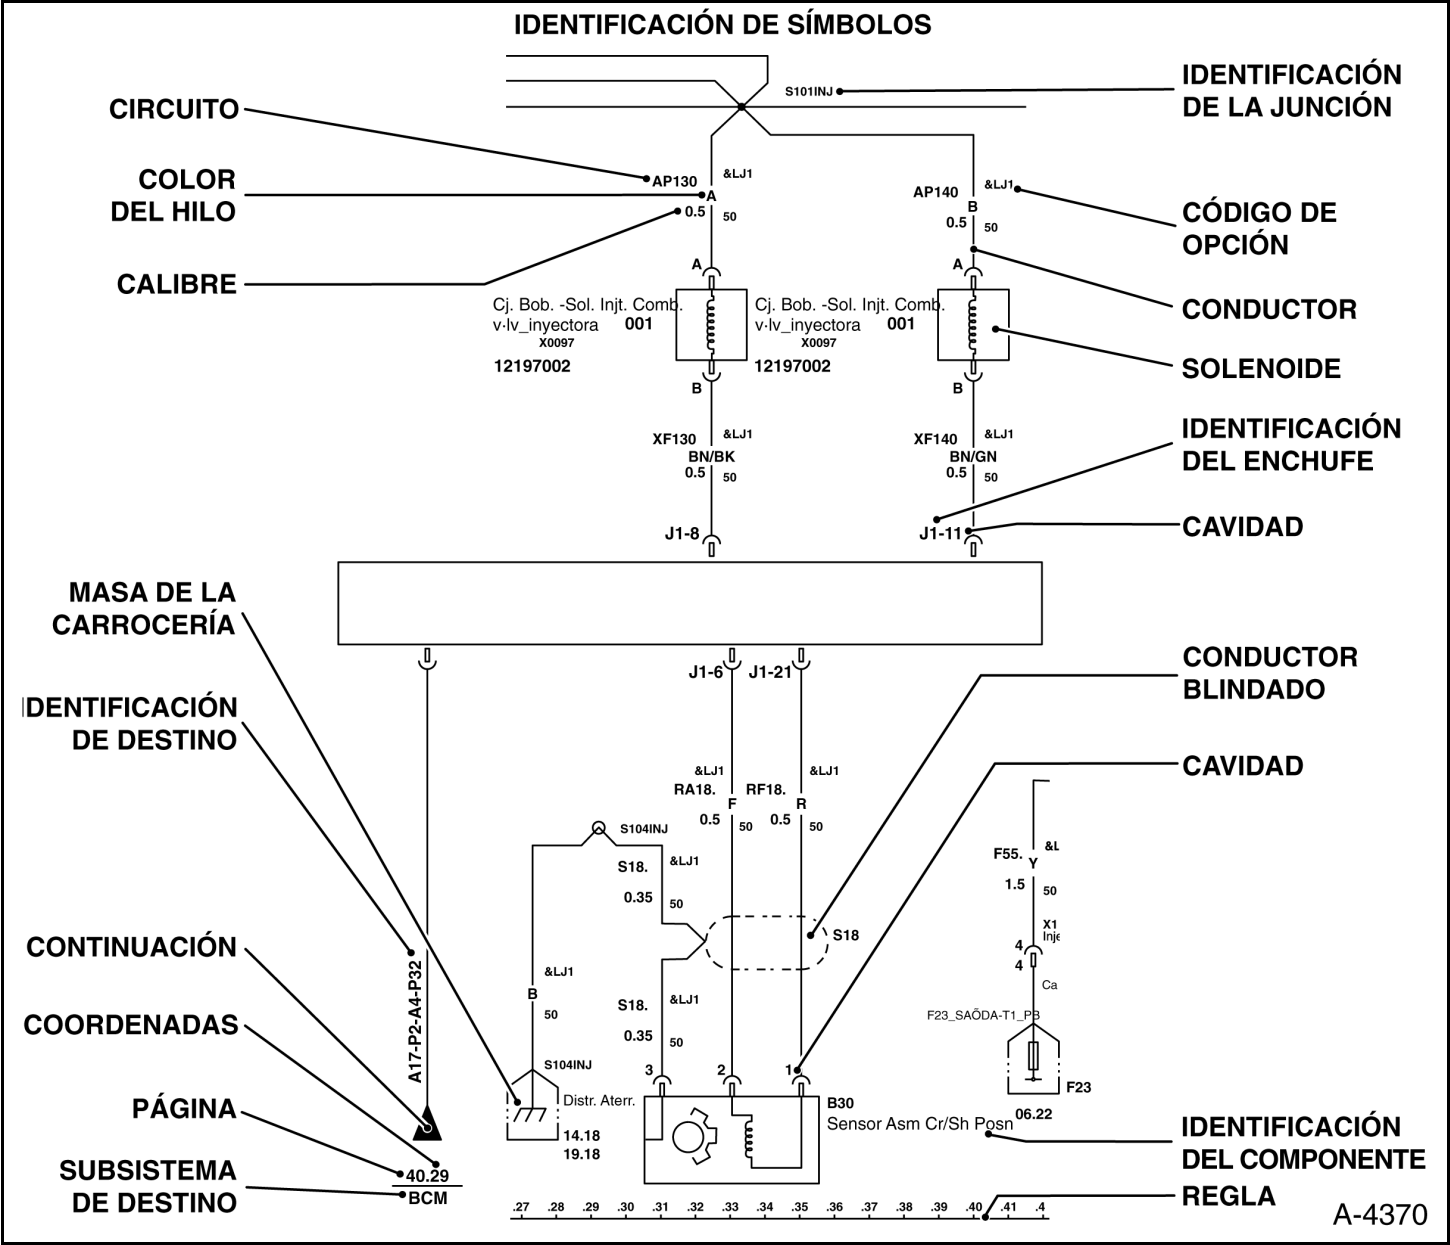 IDENTIFICACIÓN DE SÍMBOLOS
S101INJ
IDENTIFICACIÓN
DE LA JUNCIÓN
CIRCUITO
COLOR
DEL HILO
CALIBRE
AP130
&LJ1
A
0.5
50
AP140
&LJ1
B
0.5
50
CÓDIGO DE
OPCIÓN
CONDUCTOR
SOLENOIDE
A
A
Cj. Bob. -Sol. Injt. Comb.
v·lv_inyectora 001
X0097
12197002
Cj. Bob. -Sol. Injt. Comb.
v·lv_inyectora 001
X0097
12197002
B
B
XF130
&LJ1
BN/BK
0.5
50
XF140
&LJ1
BN/GN
0.5
50
IDENTIFICACIÓN
DEL ENCHUFE
J1-8
J1-11
CAVIDAD
MASA DE LA
CARROCERÍA
J1-6
J1-21
CONDUCTOR
BLINDADO
IDENTIFICACIÓN
DE DESTINO
CAVIDAD
&LJ1
RA18.
F
0.5
50
&LJ1
RF18.
R
0.5
50
S104INJ
S18.
&LJ1
0.35
50
F55.
&L
Y
1.5
50
X1
Inje
4
4
Ca
F23_SAÕDA-T1_PB
F23
06.22
S18
CONTINUACIÓN
COORDENADAS
PÁGINA
SUBSISTEMA
DE DESTINO
A17-P2-A4-P32
40.29
BCM
&LJ1
B
50
S18.
&LJ1
0.35
50
S104INJ
Distr. Aterr.
14.18
19.18
3
2
1
B30
Sensor Asm Cr/Sh Posn
IDENTIFICACIÓN
DEL COMPONENTE
REGLA
.27 .28 .29 .30 .31 .32 .33 .34 .35 .37 .38 .39 .40 .41 .4
A-4370